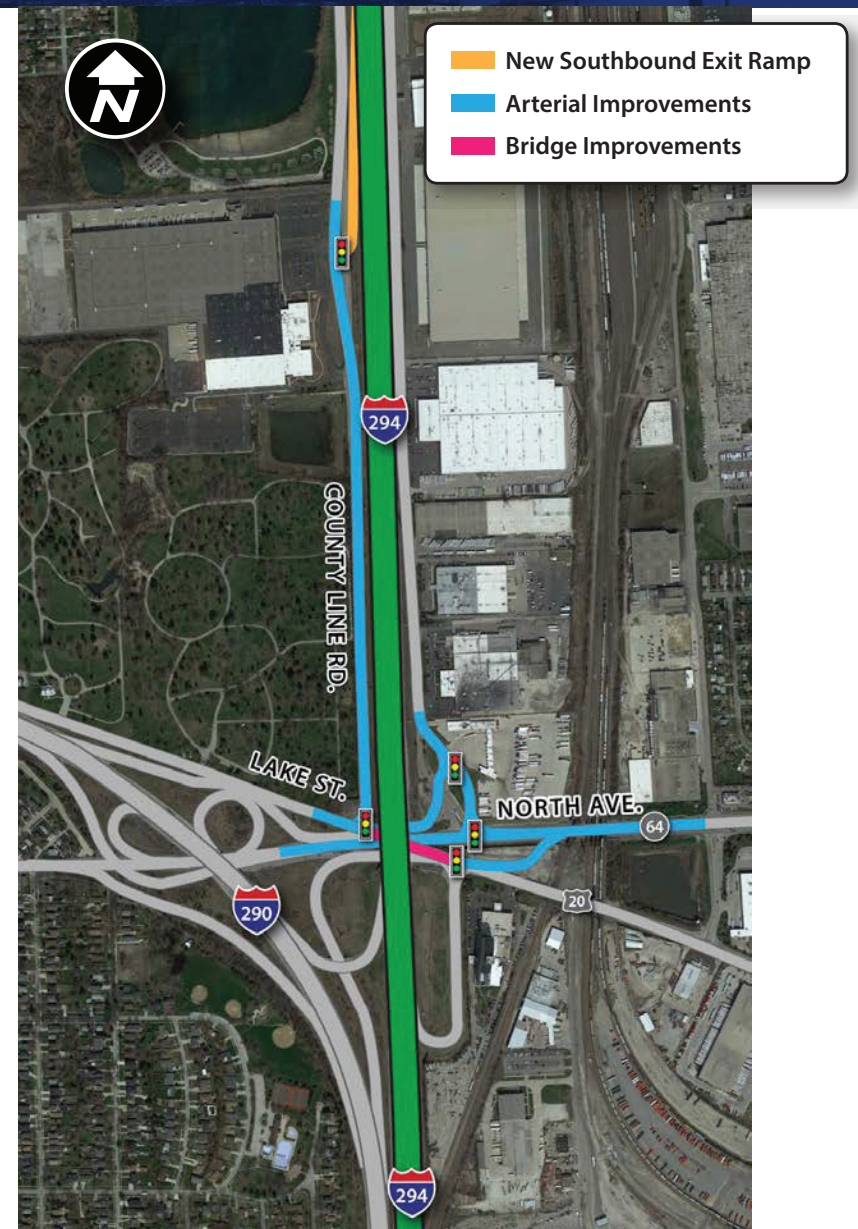 N
New Southbound Exit Ramp
Arterial Improvements
Bridge Improvements
294
COUNTY LINE RD.
LAKE ST.
NORTH AVE.
64
290
20
294